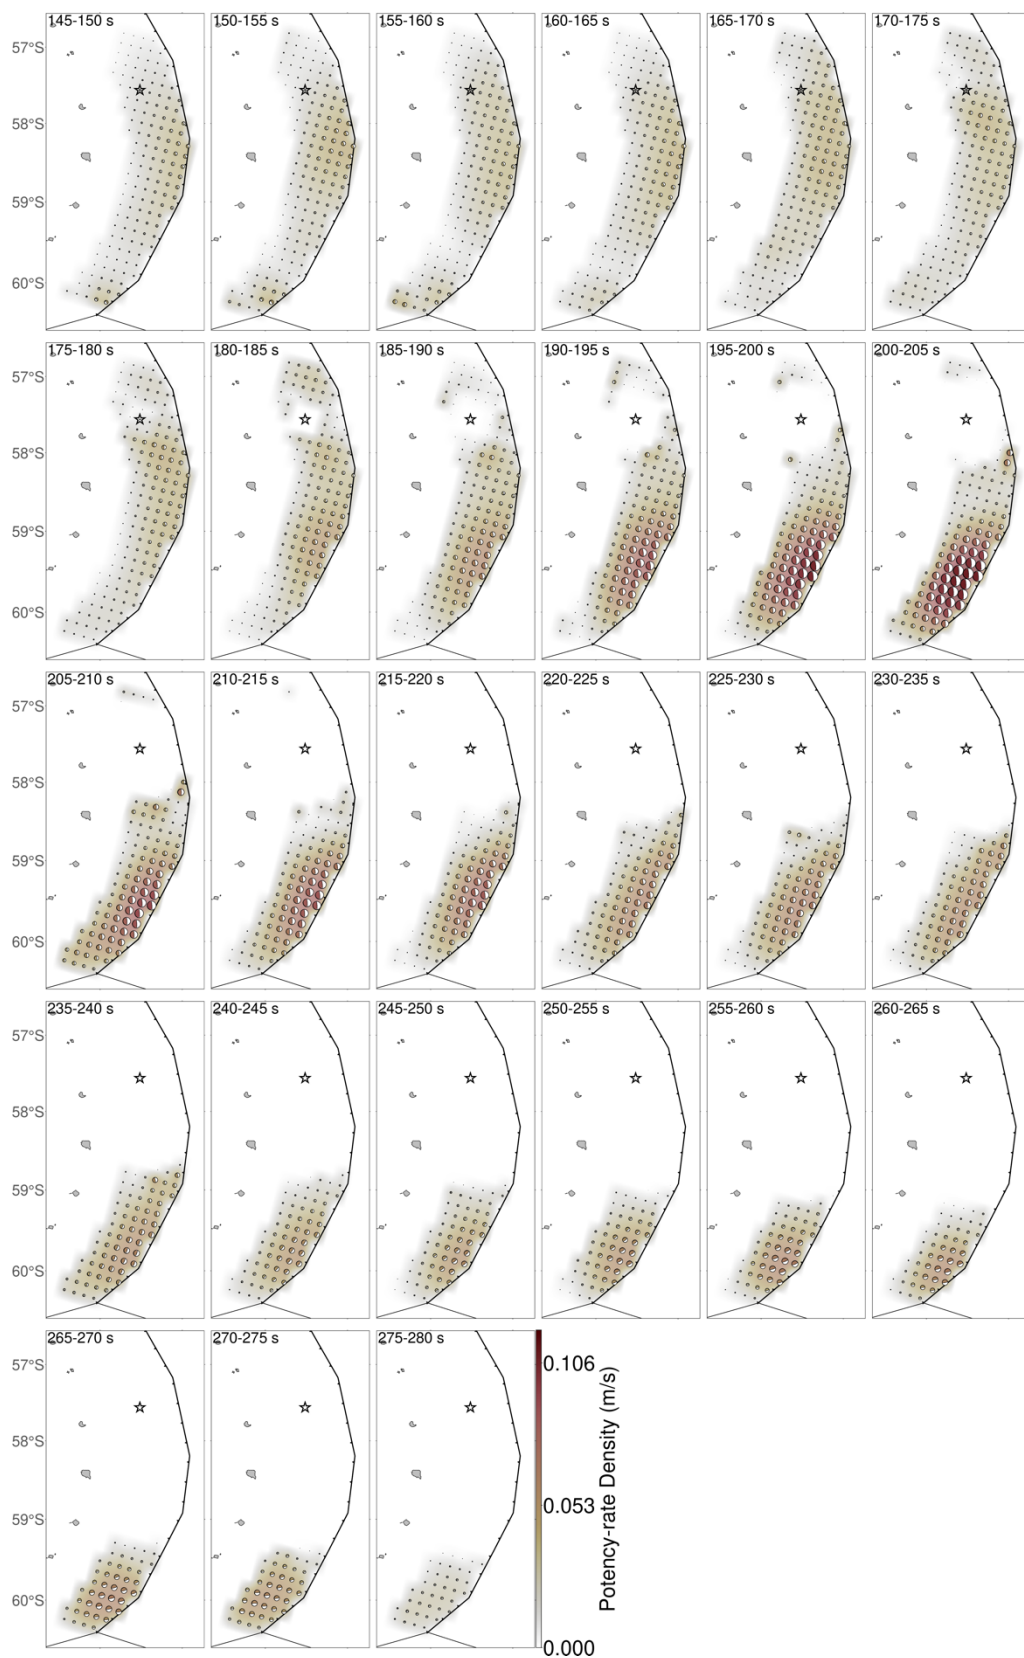 145-150 s
150-155 s
155-160 s
160-165 s
165-170 s
170-175 s
57°S
58°S
59°S
60°S
175-180 s
180-185 s
185-190 s
190-195 s
195-200 s
200-205 s
57°S
58°S
59°S
60°S
205-210 s
210-215 s
215-220 s
220-225 s
225-230 s
230-235 s
57°S
58°S
59°S
60°S
235-240 s
240-245 s
245-250 s
250-255 s
255-260 s
260-265 s
57°S
58°S
59°S
60°S
265-270 s
270-275 s
275-280 s
57°S
58°S
59°S
60°S
0.106
0.053
0.000
Potency-rate Density (m/s)